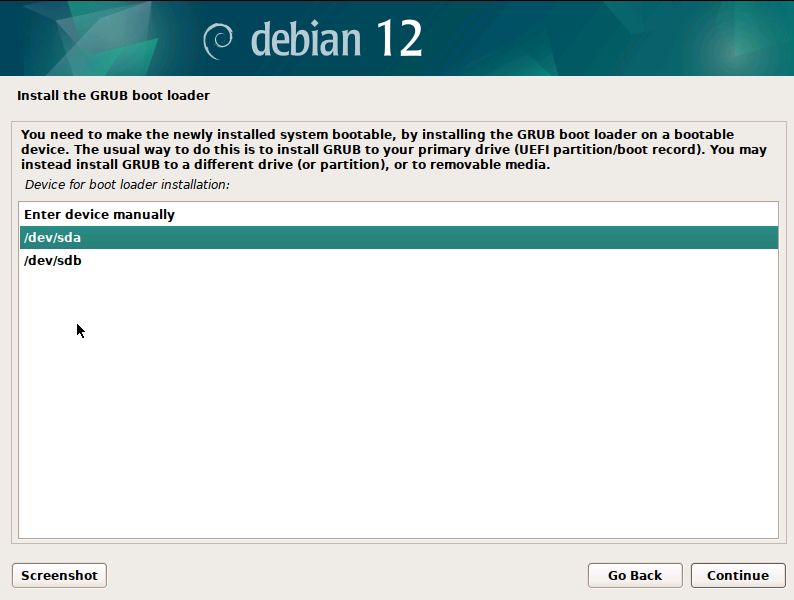 debian 12
Install the GRUB boot loader
You need to make the newly installed system bootable, by installing the GRUB boot loader on a bootable
device. The usual way to do this is to install GRUB to your primary drive (UEFI partition/boot record). You may
instead install GRUB to a different drive (or partition), or to removable media.
Device for boot loader installation:
Enter device manually
/dev/sda
/dev/sdb
Screenshot
Go Back
Continue